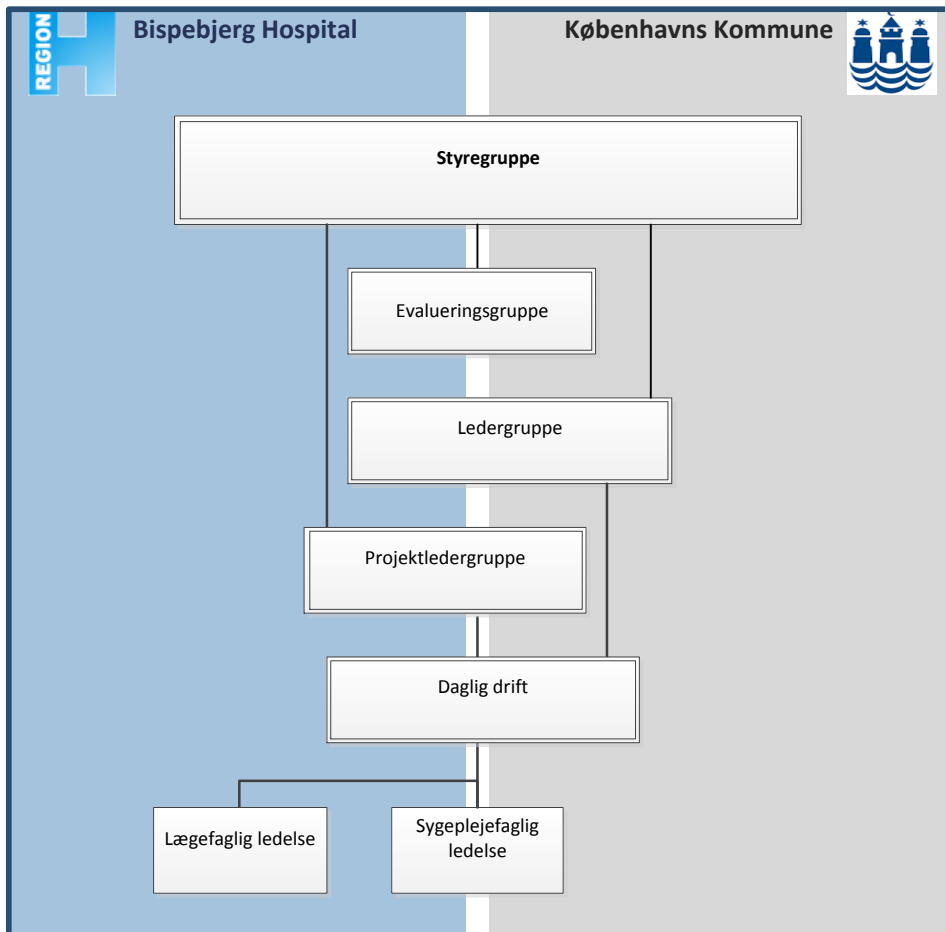 REGION
Bispebjerg Hospital
Københavns Kommune
Styregruppe
Evalueringsgruppe
Ledergruppe
Projektledergruppe
Daglig drift
Lægefaglig ledelse
Sygeplejefaglig
ledelse